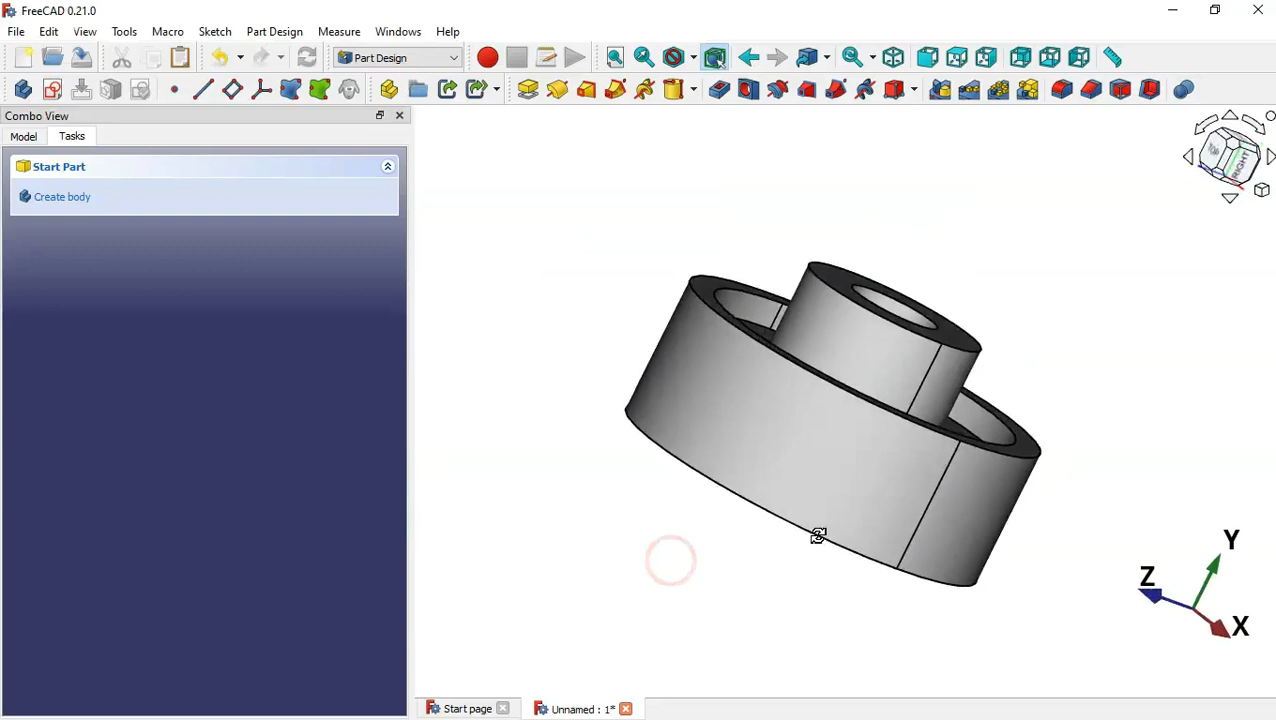 FreeCAD 0.21.0
File Edit View Tools Macro Sketch Part Design Measure Windows Help
Part Design
Combo View
Model Tasks
Start Part
Create body
RIGHT
Y
Z
X
Start page
Unnamed : 1*